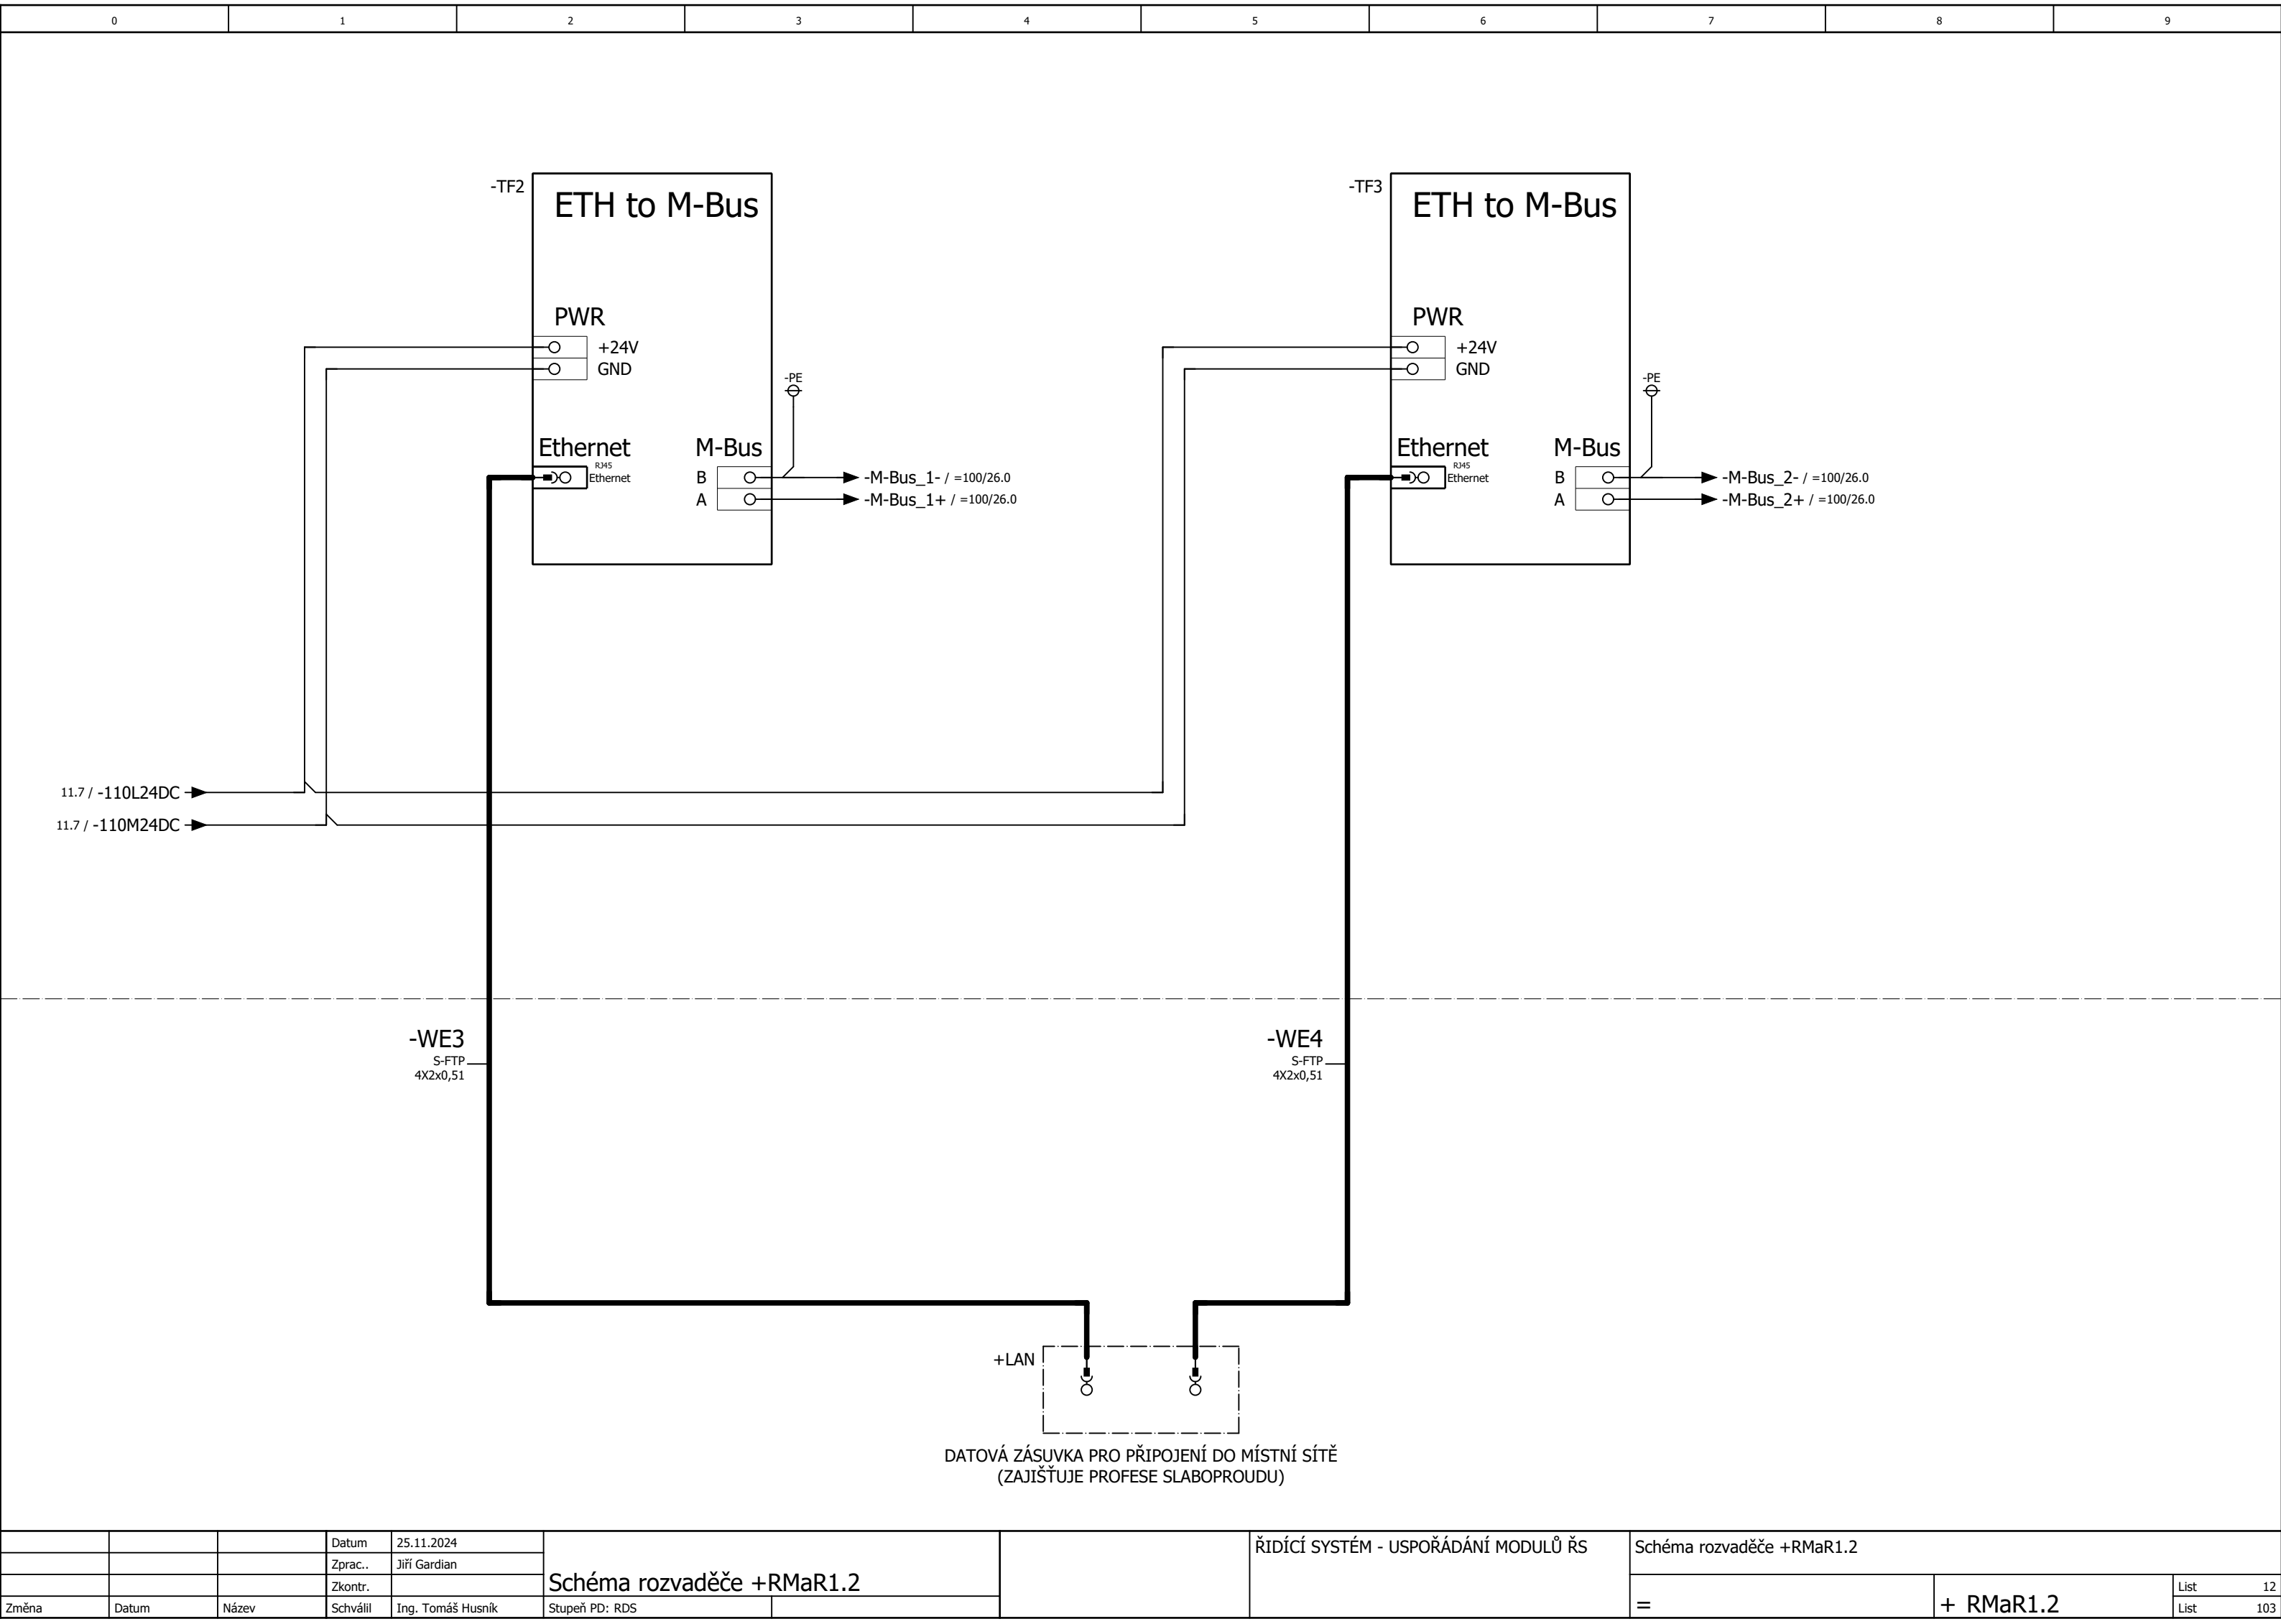 0 1 2 3 4 5 6 7 8 9
-TF2
ETH to M-Bus
PWR
+24V
GND
-PE
Ethernet
RJ45
Ethernet
M-Bus
B
A
-M-Bus_1- / =100/26.0
-M-Bus_1+ / =100/26.0
-TF3
ETH to M-Bus
PWR
+24V
GND
-PE
Ethernet
RJ45
Ethernet
M-Bus
B
A
-M-Bus_2- / =100/26.0
-M-Bus_2+ / =100/26.0
11.7 / -110L24DC
11.7 / -110M24DC
-WE3
S-FTP
4X2x0,51
-WE4
S-FTP
4X2x0,51
+LAN
DATOVÁ ZÁSUVKA PRO PŘIPOJENÍ DO MÍSTNÍ SÍTĚ
(ZAJIŠŤUJE PROFESE SLABOPROUDU)
Datum 25.11.2024
Zprac.. Jiří Gardian
Zkontr.
Změna Datum Název Schválil Ing. Tomáš Husník
Schéma rozvaděče +RMaR1.2
Stupeň PD: RDS
ŘIDÍCÍ SYSTÉM - USPOŘÁDÁNÍ MODULŮ ŘS
Schéma rozvaděče +RMaR1.2
=
+ RMaR1.2
List 12
List 103